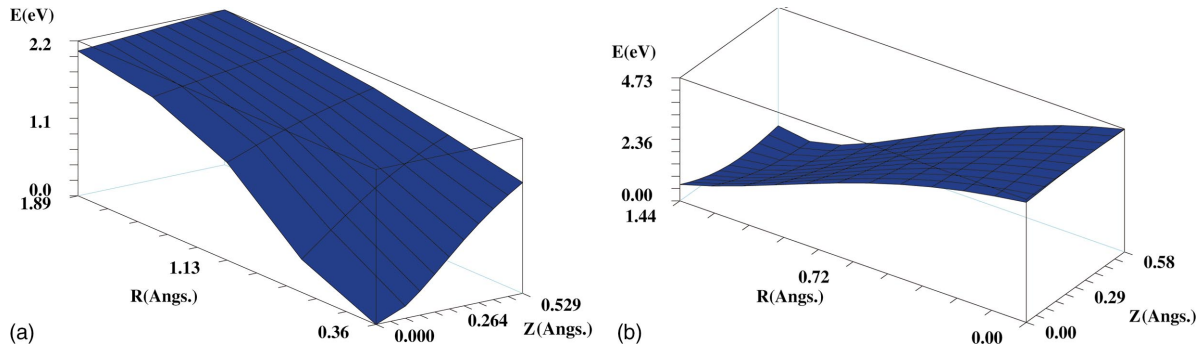 E(eV)
2.2
1.1
0.0
1.89
1.13
R(Angs.)
0.36
0.000
0.264
0.529
Z(Angs.)
(a)
E(eV)
4.73
2.36
0.00
1.44
0.72
R(Angs.)
0.00
0.00
0.29
0.58
Z(Angs.)
(b)